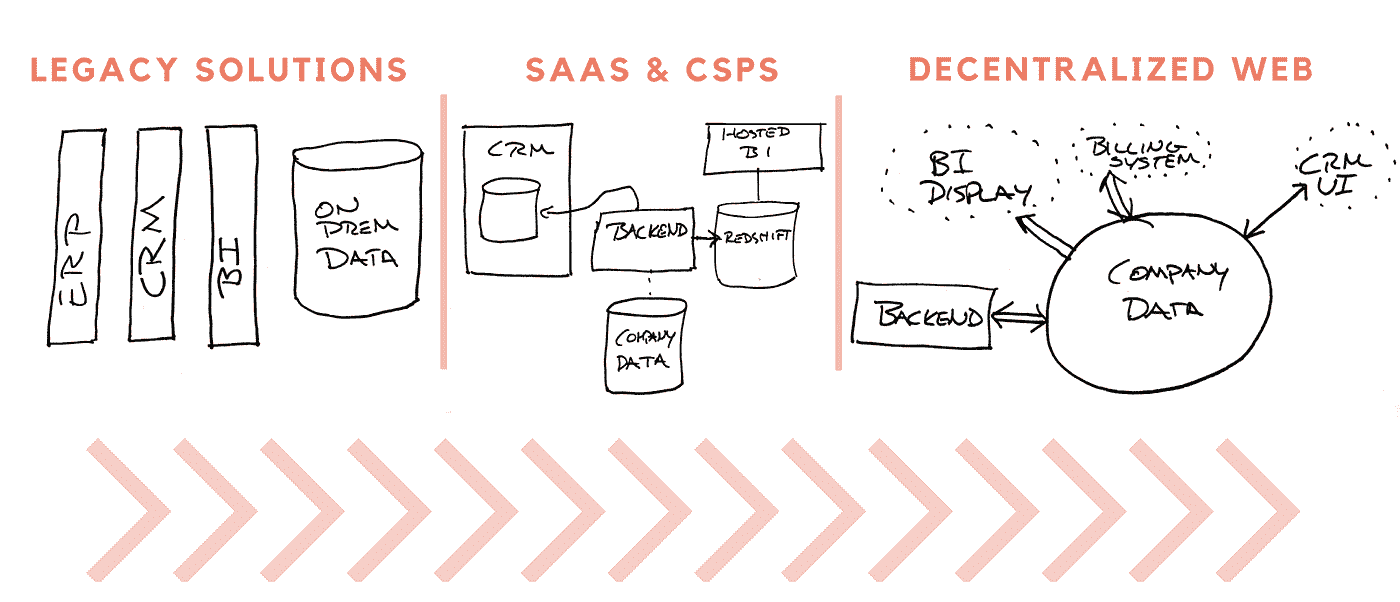 LEGACY SOLUTIONS
ERP
CRM
BI
ON
PREM
DATA
SAAS & CSPS
CRM
HOSTED
BI
BACKEND
REDSHIFT
COMPANY
DATA
DECENTRALIZED WEB
BI
DISPLAY
BILLING
SYSTEM
CRM
UI
COMPANY
DATA
BACKEND